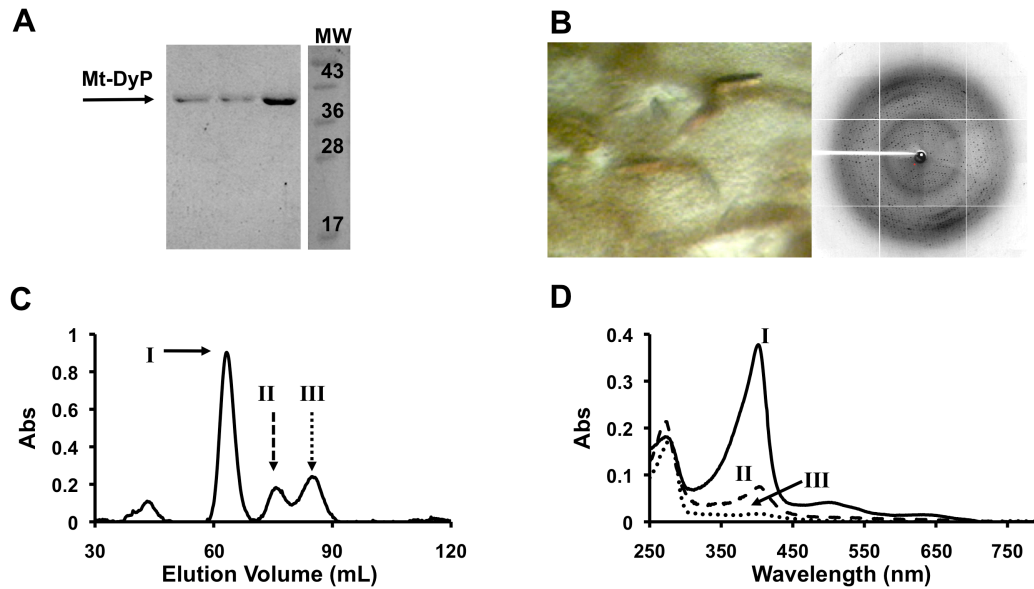 A
MW
Mt-DyP
43
36
28
17
B
C
1
0.8
0.6
0.4
0.2
0
30
60
90
120
Abs
Elution Volume (mL)
I
II
III
D
0.4
0.3
0.2
0.1
0
250
350
450
550
650
750
Abs
Wavelength (nm)
I
II
III